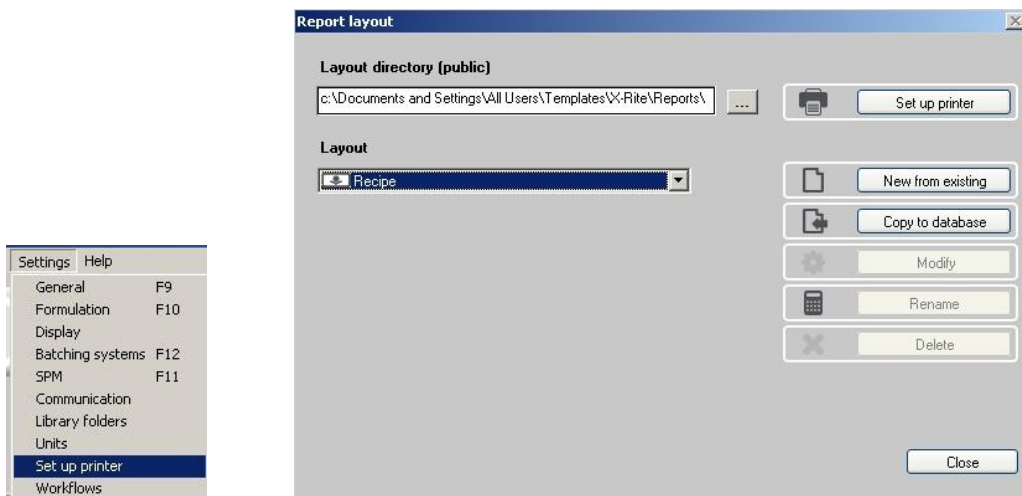 Report layout
Layout directory (public)
c:\Documents and Settings\All Users\Templates\X-Rite\Reports\
...
Set up printer
Layout
Recipe
New from existing
Copy to database
Modify
Rename
Delete
Close
Settings Help
General F9
Formulation F10
Display
Batching systems F12
SPM F11
Communication
Library folders
Units
Set up printer
Workflows